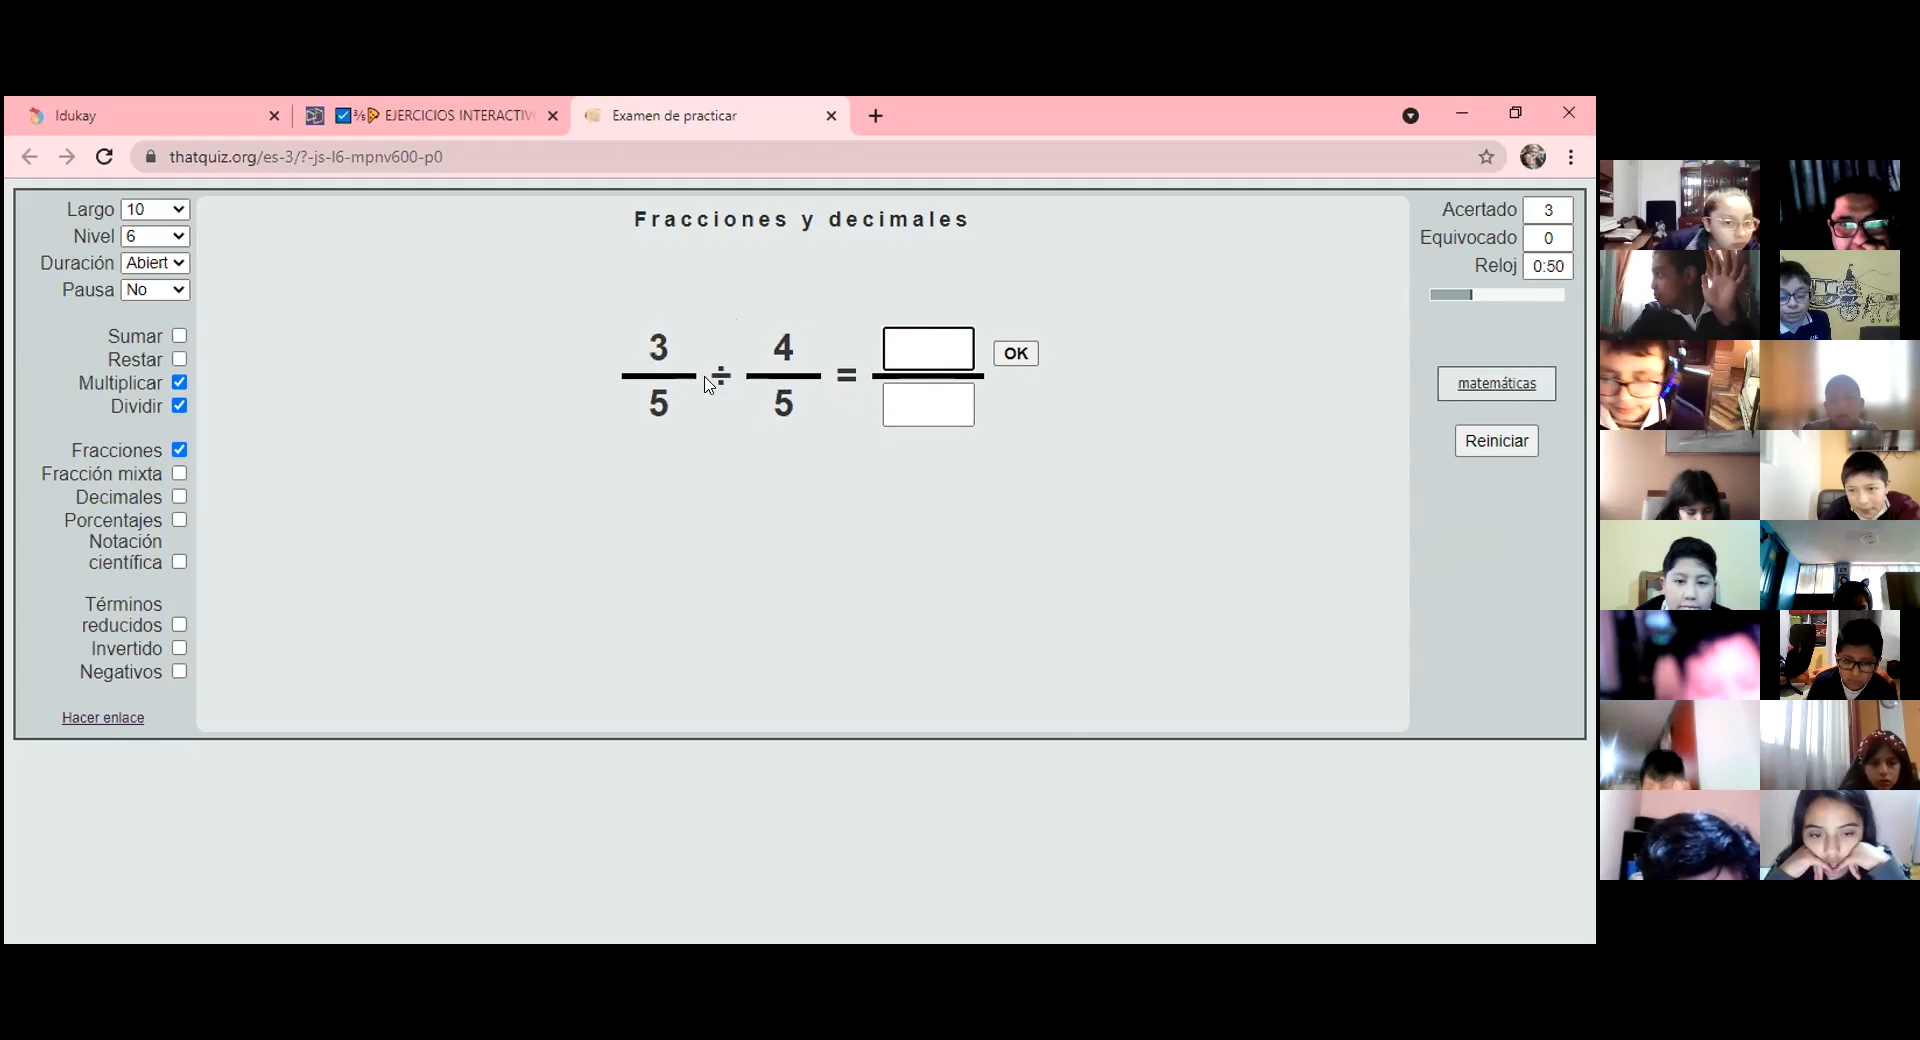 Idukay
EJERCICIOS INTERACTIV
Examen de practicar
thatquiz.org/es-3/?-js-l6-mpnv600-p0
Largo 10
Nivel 6
Duración Abiert
Pausa No
Sumar
Restar
Multiplicar
Dividir
Fracciones
Fracción mixta
Decimales
Porcentajes
Notación
científica
Términos
reducidos
Invertido
Negativos
Hacer enlace
Fracciones y decimales
3 4
÷ =
5 5
OK
Acertado 3
Equivocado 0
Reloj 0:50
matemáticas
Reiniciar